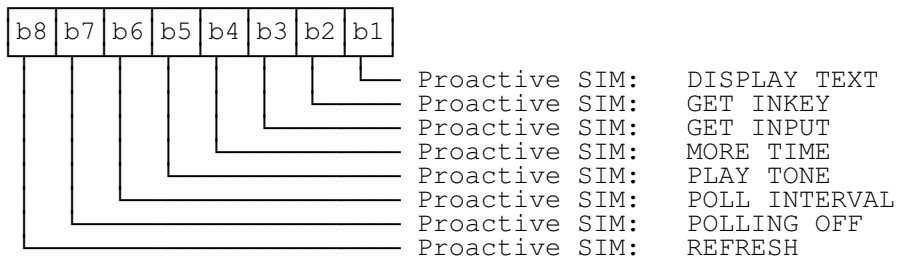 b8 b7 b6 b5 b4 b3 b2 b1
Proactive SIM: DISPLAY TEXT
Proactive SIM: GET INKEY
Proactive SIM: GET INPUT
Proactive SIM: MORE TIME
Proactive SIM: PLAY TONE
Proactive SIM: POLL INTERVAL
Proactive SIM: POLLING OFF
Proactive SIM: REFRESH